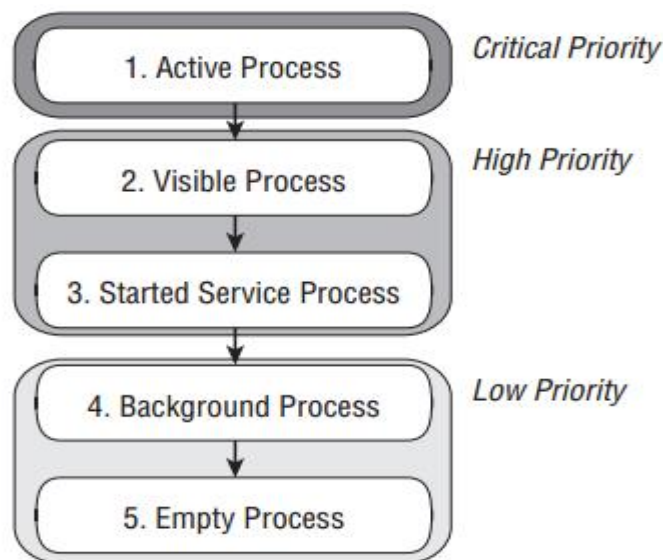 1. Active Process
Critical Priority
2. Visible Process
High Priority
3. Started Service Process
4. Background Process
Low Priority
5. Empty Process